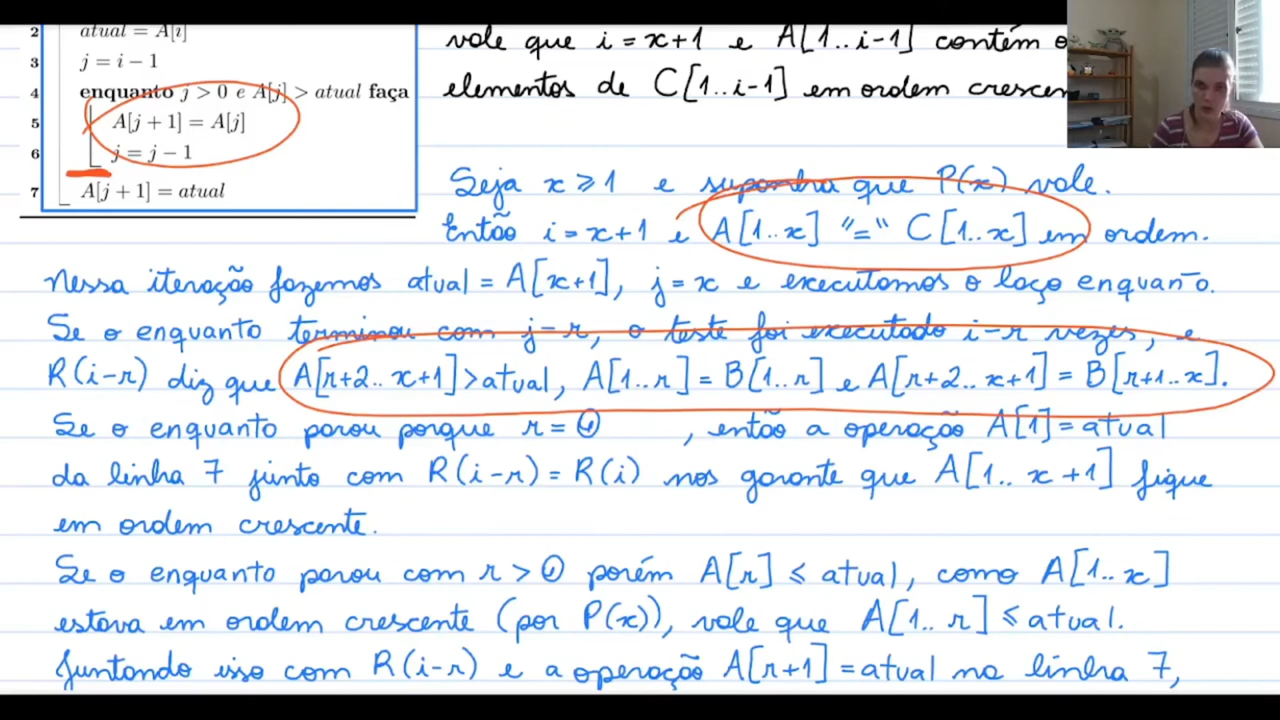 2 atual = A[i]
3 j = i − 1
4 enquanto j > 0 e A[j] > atual faça
5 A[j + 1] = A[j]
6 j = j − 1
7 A[j + 1] = atual
vale que i = x+1 e A[1..i-1] contém o
elementos de C[1..i-1] em ordem crescen
Seja x ⩾ 1 e suponha que P(x) vale.
Então i = x+1 e A[1..x] "=" C[1..x] em ordem.
Nessa iteração fazemos atual = A[x+1], j = x e executamos o laço enquanto.
Se o enquanto terminou com j=r, o teste foi executado i-r vezes, e
R(i-r) diz que A[r+2..x+1]>atual, A[1..r] = B[1..r] e A[r+2..x+1] = B[r+1..x].
Se o enquanto parou porque r = 0 , então a operação A[1] = atual
da linha 7 junto com R(i-r) = R(i) nos garante que A[1..x+1] fique
em ordem crescente.
Se o enquanto parou com r > 0 porém A[r] ⩽ atual, como A[1..x]
estava em ordem crescente (por P(x)), vale que A[1..r] ⩽ atual.
Juntando isso com R(i-r) e a operação A[r+1] = atual na linha 7,